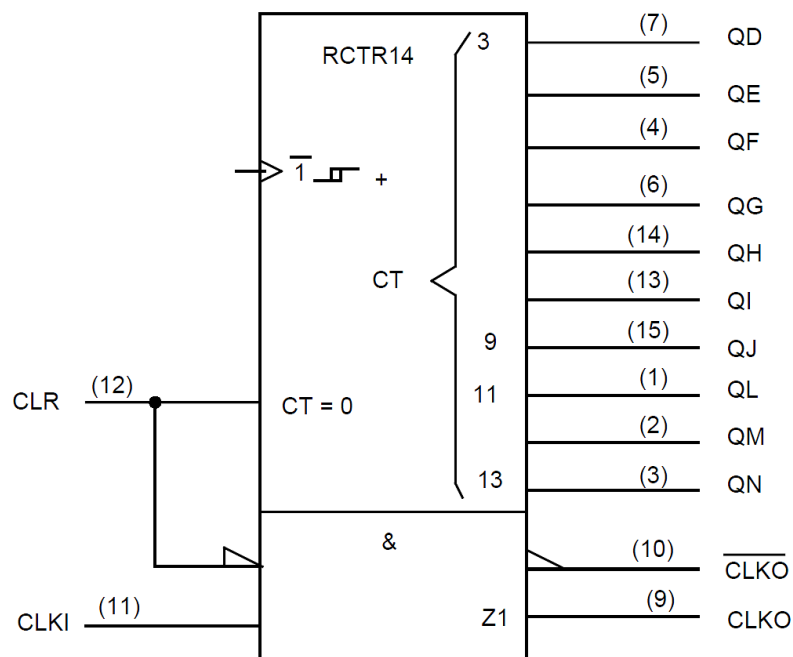 RCTR14 3 (7) QD
(5) QE
(4) QF
1 +
(6) QG
(14) QH
CT
(13) QI
9 (15) QJ
CLR (12) CT = 0 11 (1) QL
(2) QM
13 (3) QN
& (10) CLKO
CLKI (11) Z1 (9) CLKO